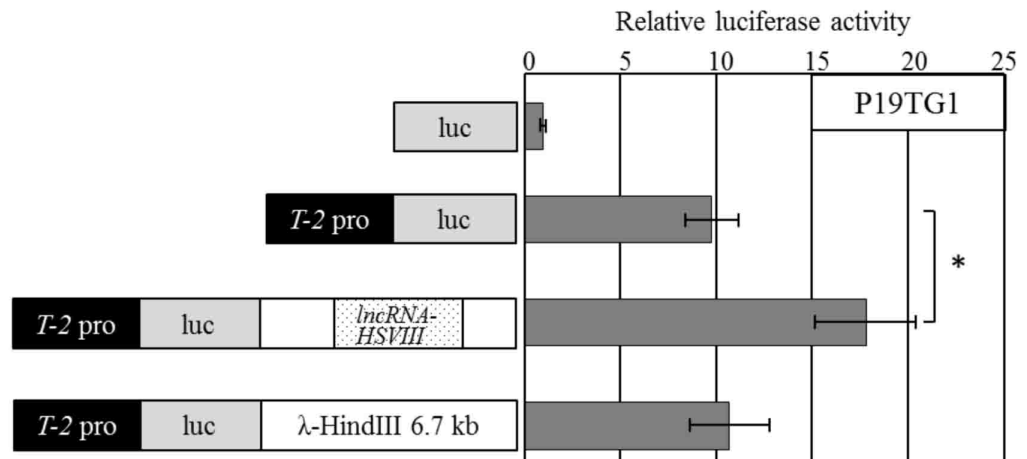 Relative luciferase activity
0 5 10 15 20 25
P19TG1
luc
T-2 pro luc
*
T-2 pro luc lncRNA-
HSVIII
T-2 pro luc λ-HindIII 6.7 kb